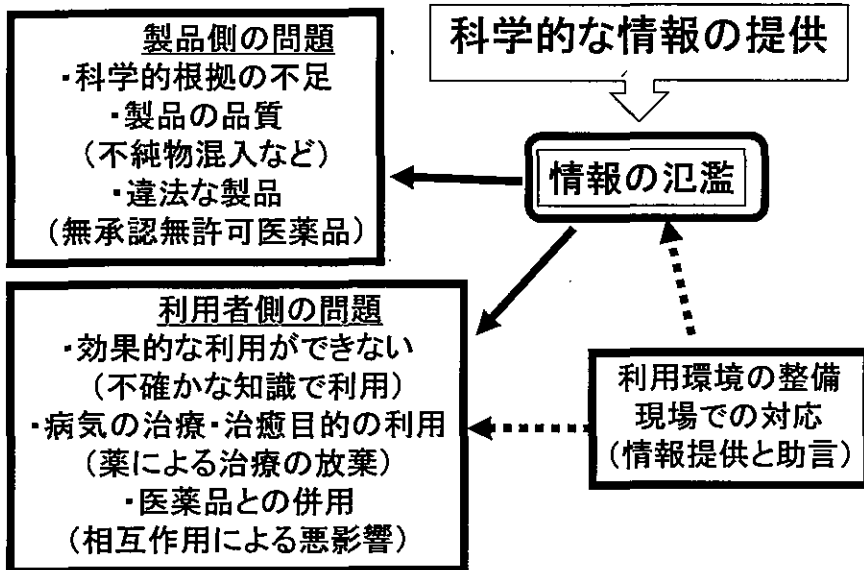 製品側の問題
・科学的根拠の不足
・製品の品質
(不純物混入など)
・違法な製品
(無承認無許可医薬品)
科学的な情報の提供
情報の氾濫
利用者側の問題
・効果的な利用ができない
(不確かな知識で利用)
・病気の治療・治癒目的の利用
(薬による治療の放棄)
・医薬品との併用
(相互作用による悪影響)
利用環境の整備
現場での対応
(情報提供と助言)